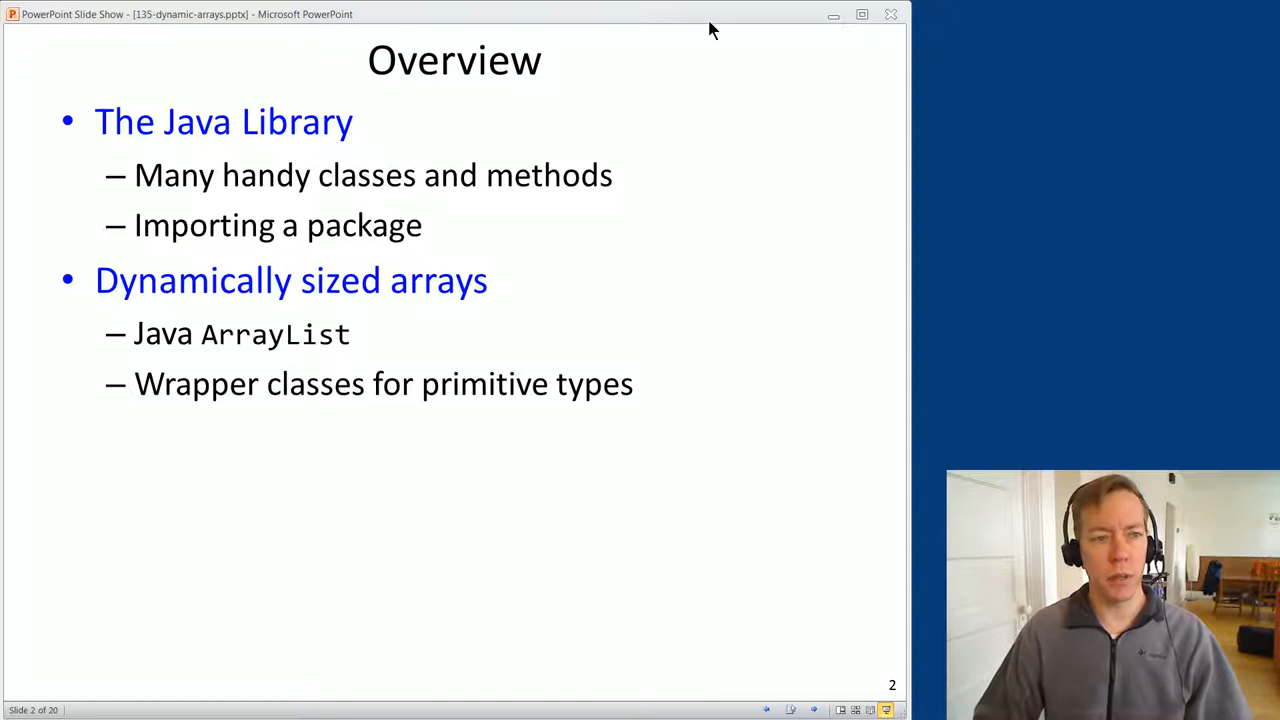 PowerPoint Slide Show - [135-dynamic-arrays.pptx] - Microsoft PowerPoint
Overview
• The Java Library
– Many handy classes and methods
– Importing a package
• Dynamically sized arrays
– Java ArrayList
– Wrapper classes for primitive types
2
Slide 2 of 20
Columbia